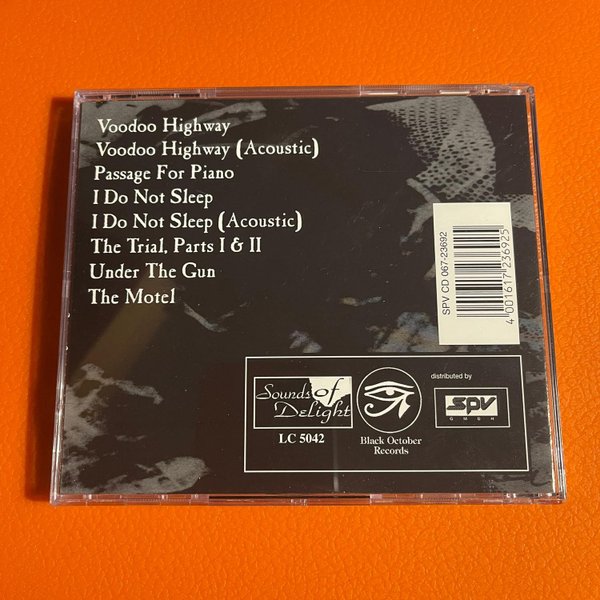 Voodoo Highway
Voodoo Highway (Acoustic)
Passage For Piano
I Do Not Sleep
I Do Not Sleep (Acoustic)
The Trial, Parts I & II
Under The Gun
The Motel
SPV CD 067-23692
4 001617 236925
Sounds of Delight
LC 5042
Black October
Records
distributed by
SPV
GMBH